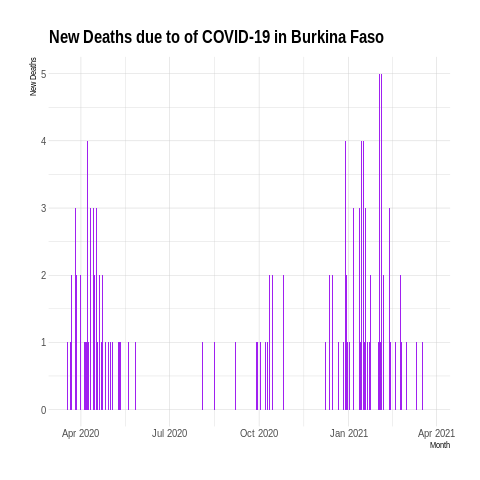 New Deaths due to of COVID-19 in Burkina Faso
New Deaths
5
4
3
2
1
0
Apr 2020 Jul 2020 Oct 2020 Jan 2021 Apr 2021
Month